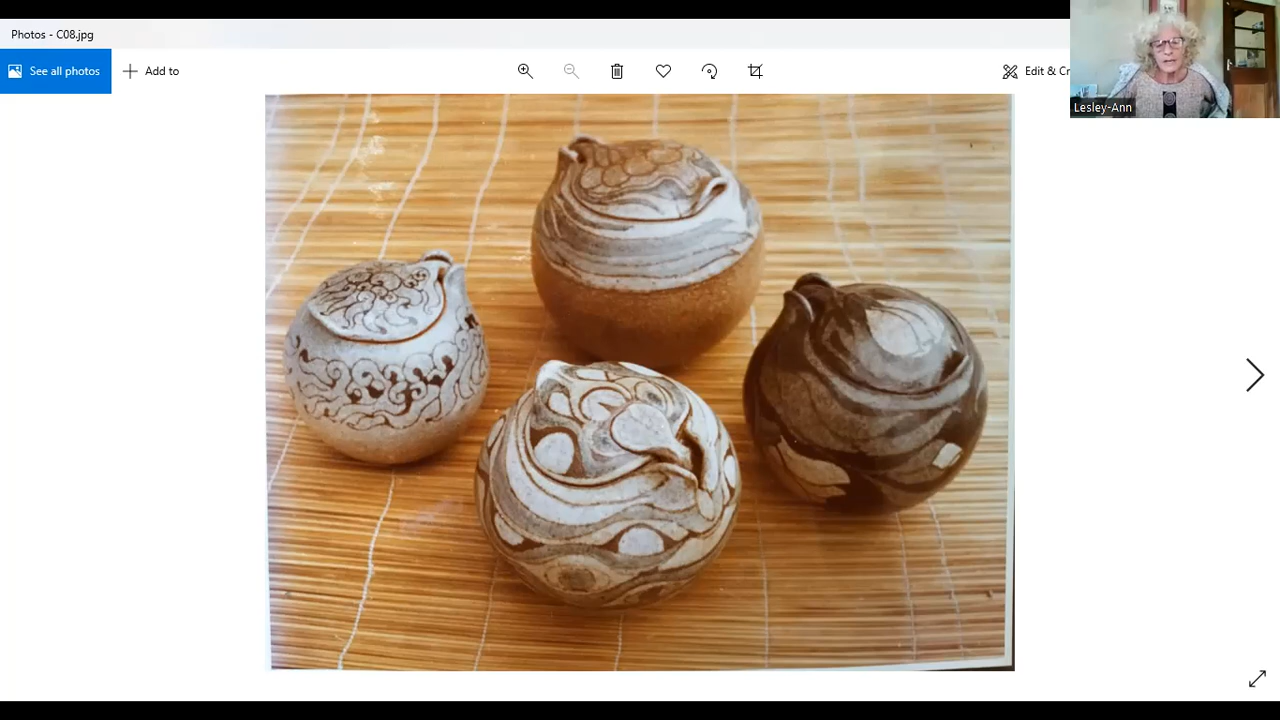 Photos - C08.jpg
See all photos
Add to
Edit & Cr
Lesley-Ann